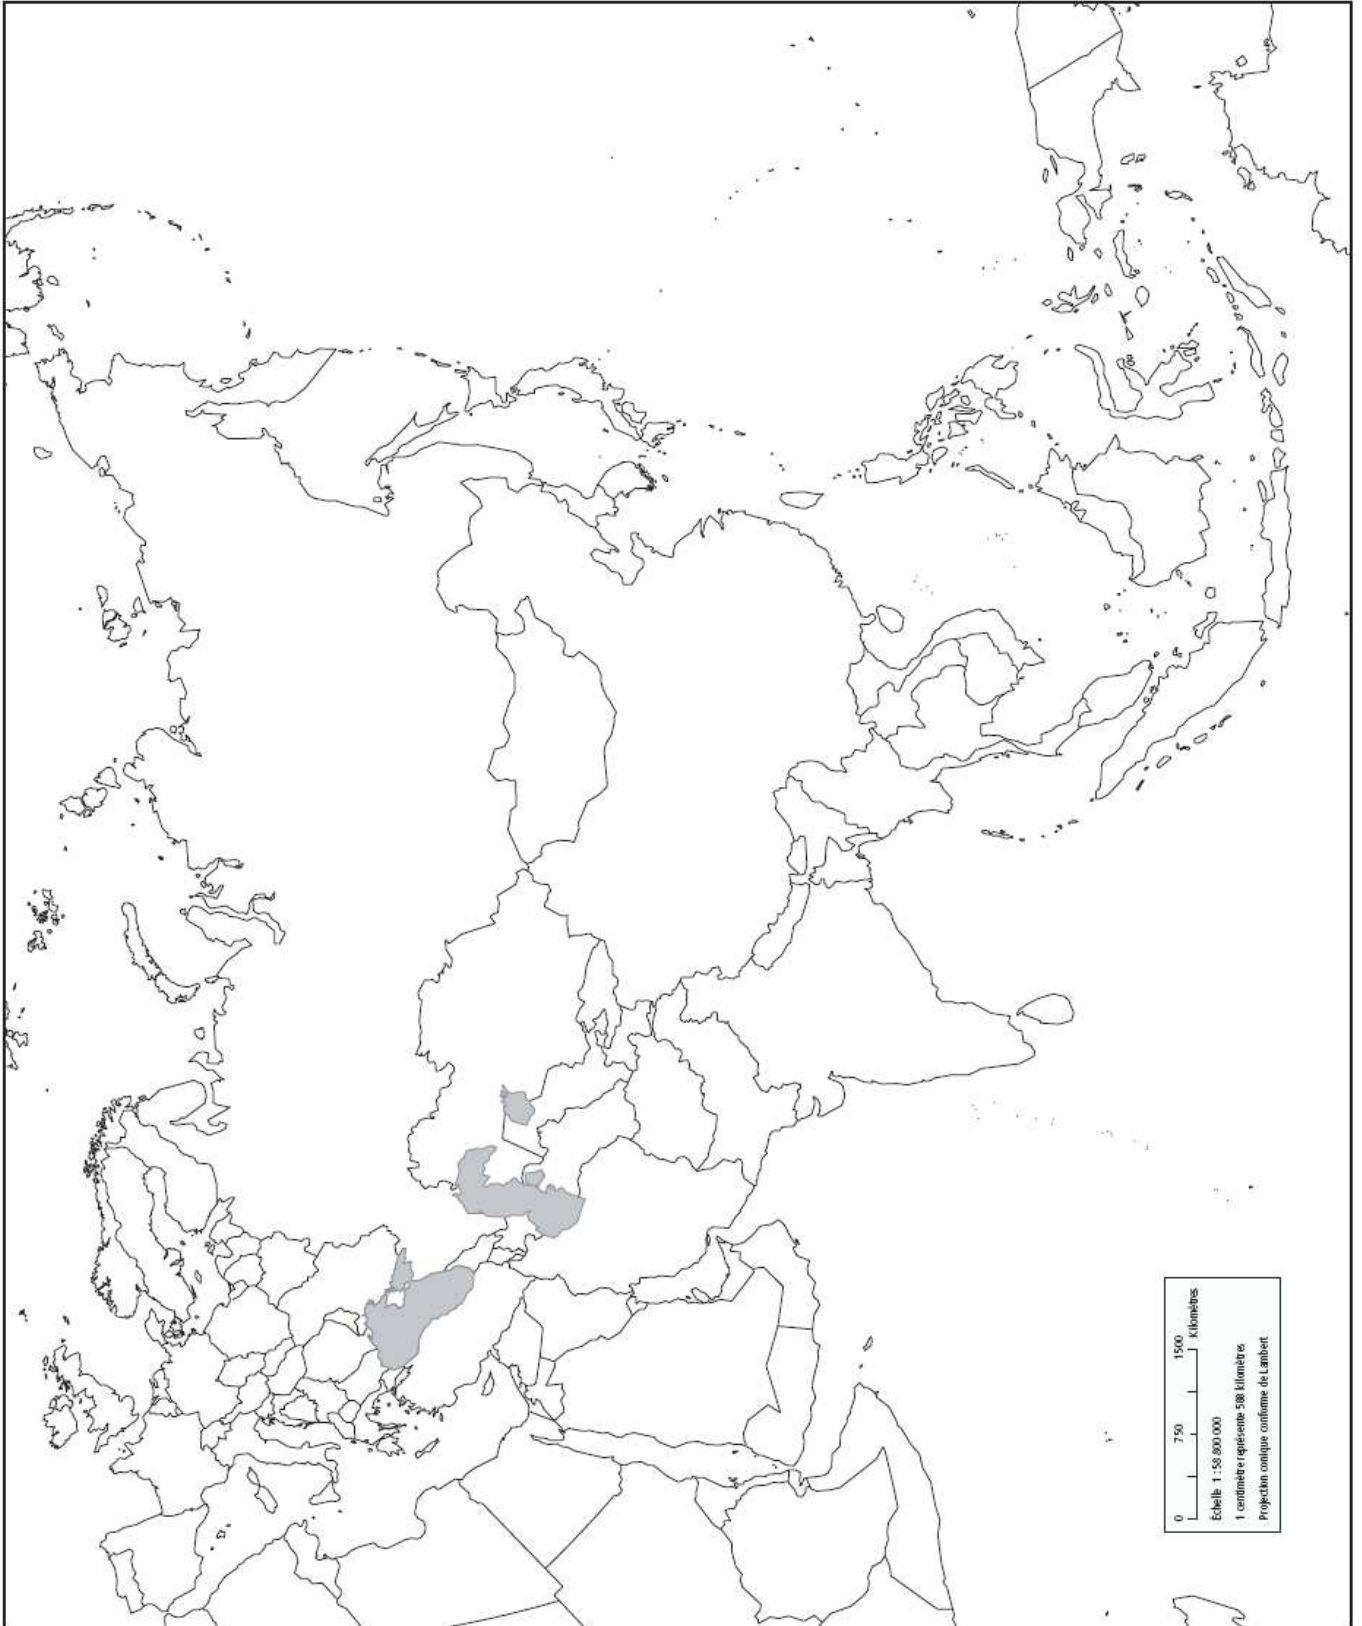 0 750 1500
Kilomètres
Échelle 1 : 58 800 000
1 centimètre représente 588 kilomètres
Projection conique conforme de Lambert